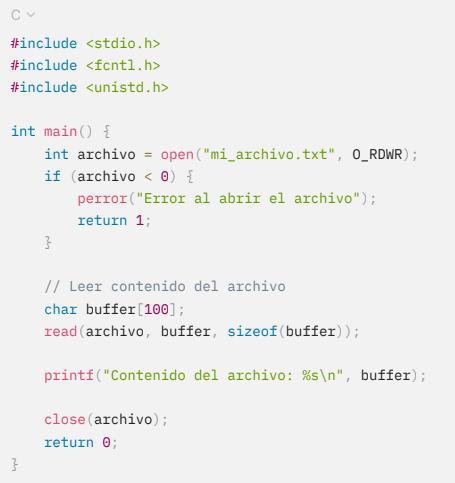 C
#include <stdio.h>
#include <fcntl.h>
#include <unistd.h>

int main() {
    int archivo = open("mi_archivo.txt", O_RDWR);
    if (archivo < 0) {
        perror("Error al abrir el archivo");
        return 1;
    }

    // Leer contenido del archivo
    char buffer[100];
    read(archivo, buffer, sizeof(buffer));

    printf("Contenido del archivo: %s\n", buffer);

    close(archivo);
    return 0;
}